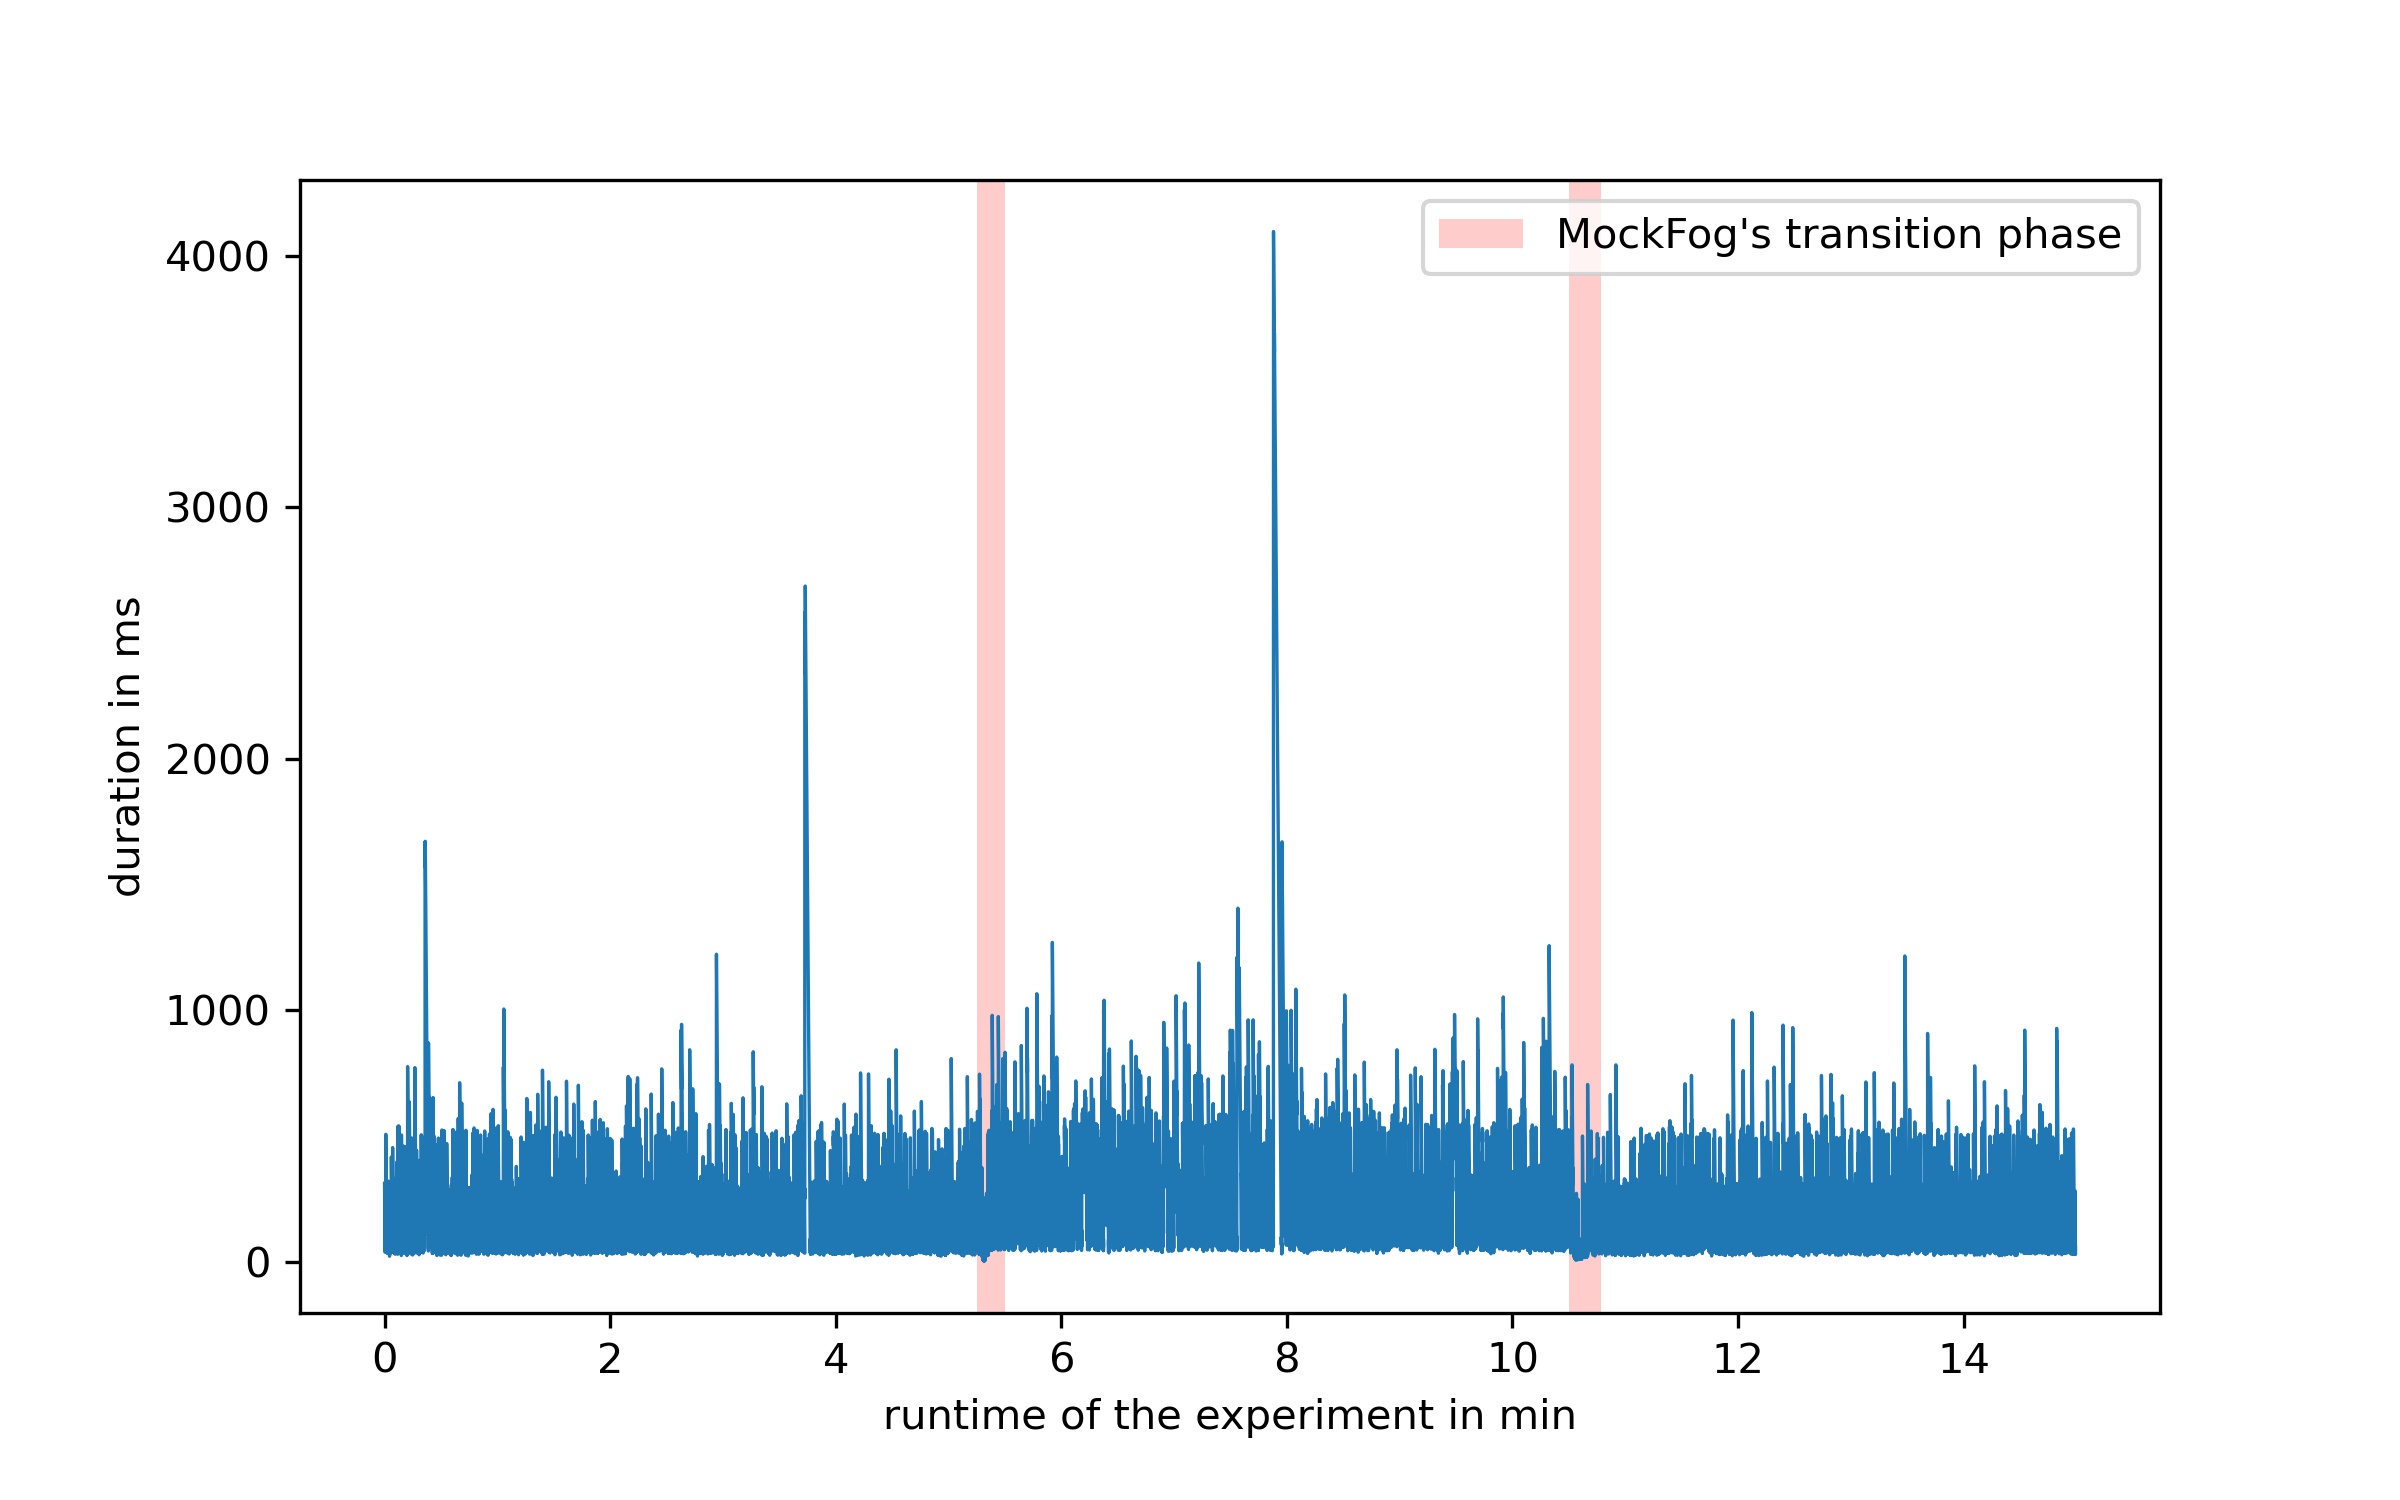 MockFog's transition phase
4000
3000
2000
1000
0
duration in ms
0 2 4 6 8 10 12 14
runtime of the experiment in min